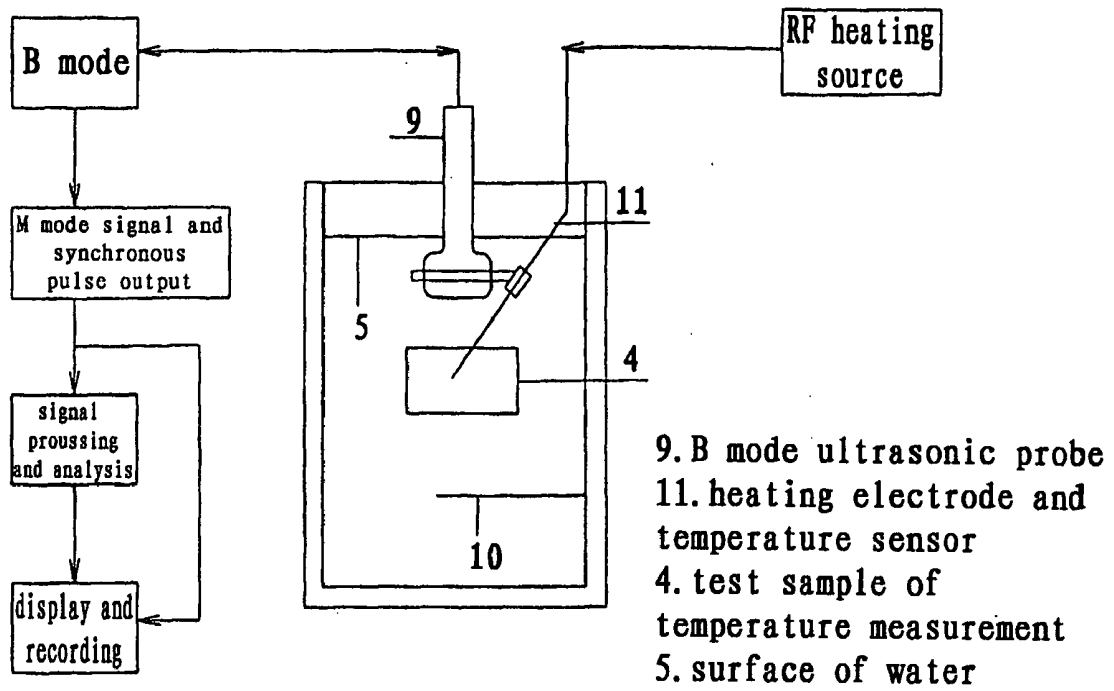 B mode
RF heating
source
9
11
M mode signal and
synchronous
pulse output
5
4
signal
proussing
and analysis
10
display and
recording
9. B mode ultrasonic probe
11. heating electrode and
temperature sensor
4. test sample of
temperature measurement
5. surface of water